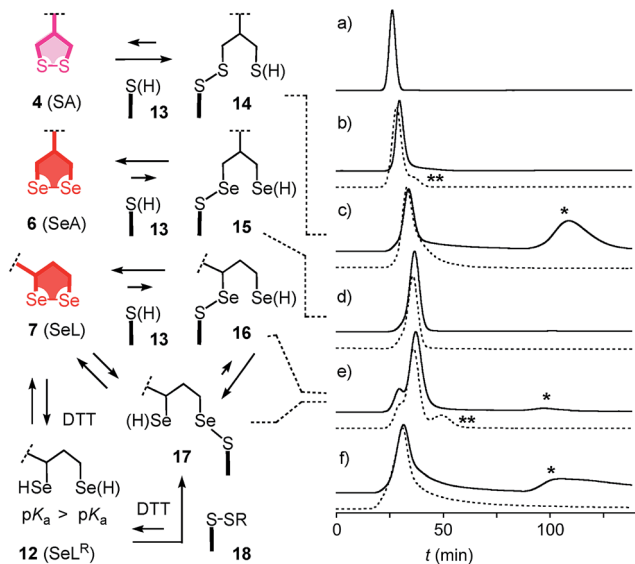 S–S
S
S
S(H)
4 (SA)
S(H)
13
14
Se–Se
S
Se
Se(H)
6 (SeA)
S(H)
13
15
Se–Se
S
Se
Se(H)
7 (SeL)
S(H)
13
16
DTT
(H)Se
Se
S
17
HSe
Se(H)
pKa > pKa
12 (SeL^R)
DTT
S–SR
18
a)
b)
**
c)
*
d)
e)
*
**
f)
*
0
50
100
t (min)